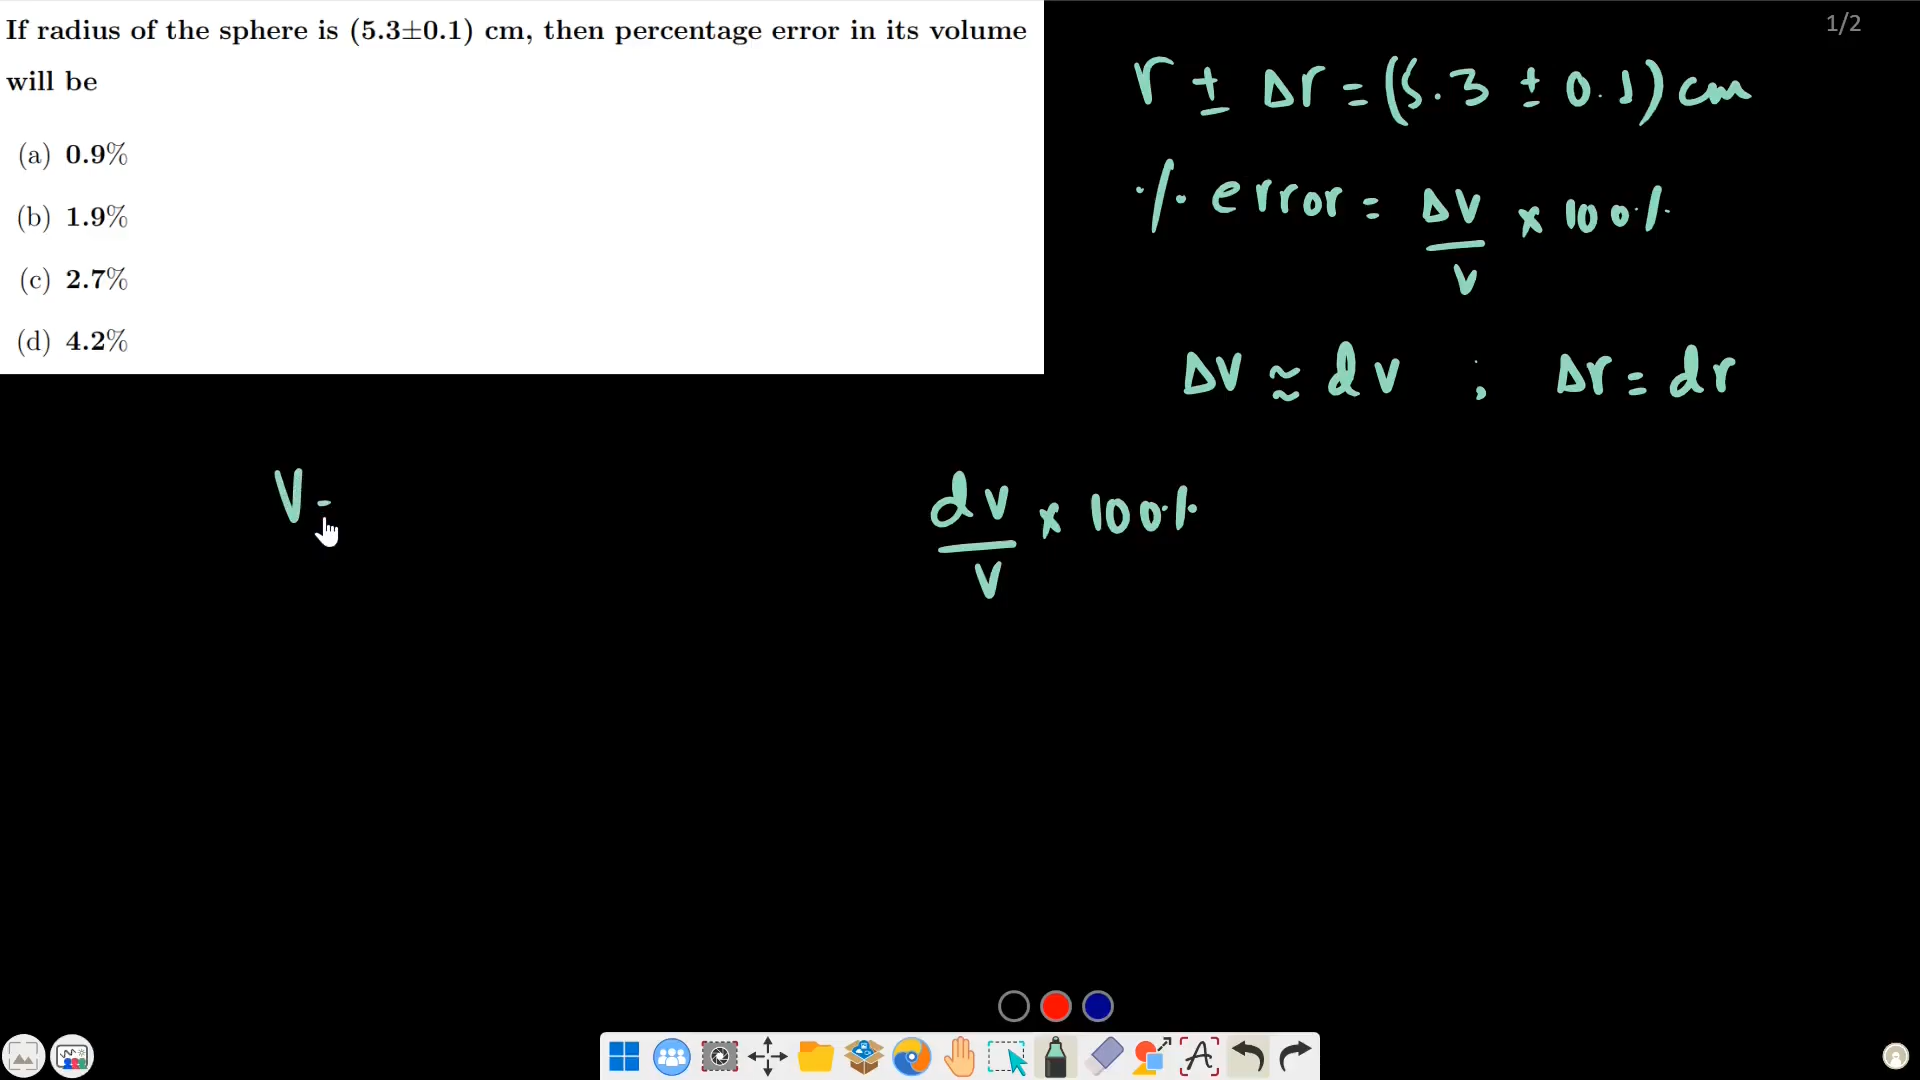 If radius of the sphere is (5.3±0.1) cm, then percentage error in its volume
will be
(a) 0.9%
(b) 1.9%
(c) 2.7%
(d) 4.2%
1/2
r ± Δr = (5.3 ± 0.1) cm
% error = ΔV/V × 100%
ΔV ≈ dv ; Δr = dr
V =
dv/v × 100%